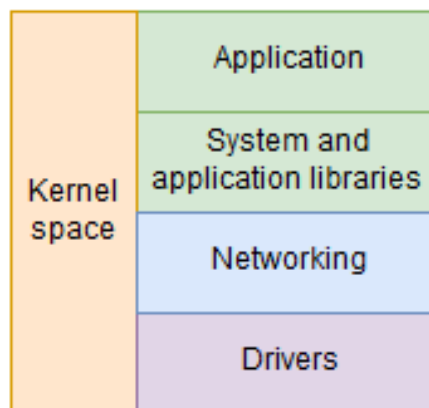 Kernel
space
Application
System and
application libraries
Networking
Drivers